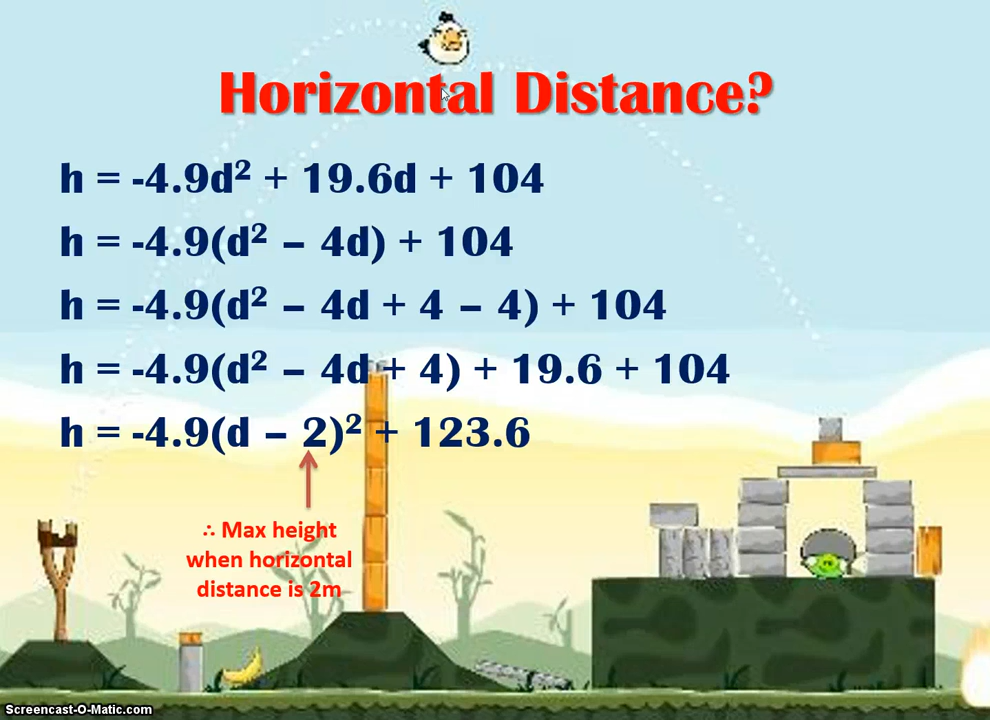 Horizontal Distance?
h = -4.9d² + 19.6d + 104
h = -4.9(d² – 4d) + 104
h = -4.9(d² – 4d + 4 – 4) + 104
h = -4.9(d² – 4d + 4) + 19.6 + 104
h = -4.9(d – 2)² + 123.6
∴ Max height
when horizontal
distance is 2m
Screencast-O-Matic.com